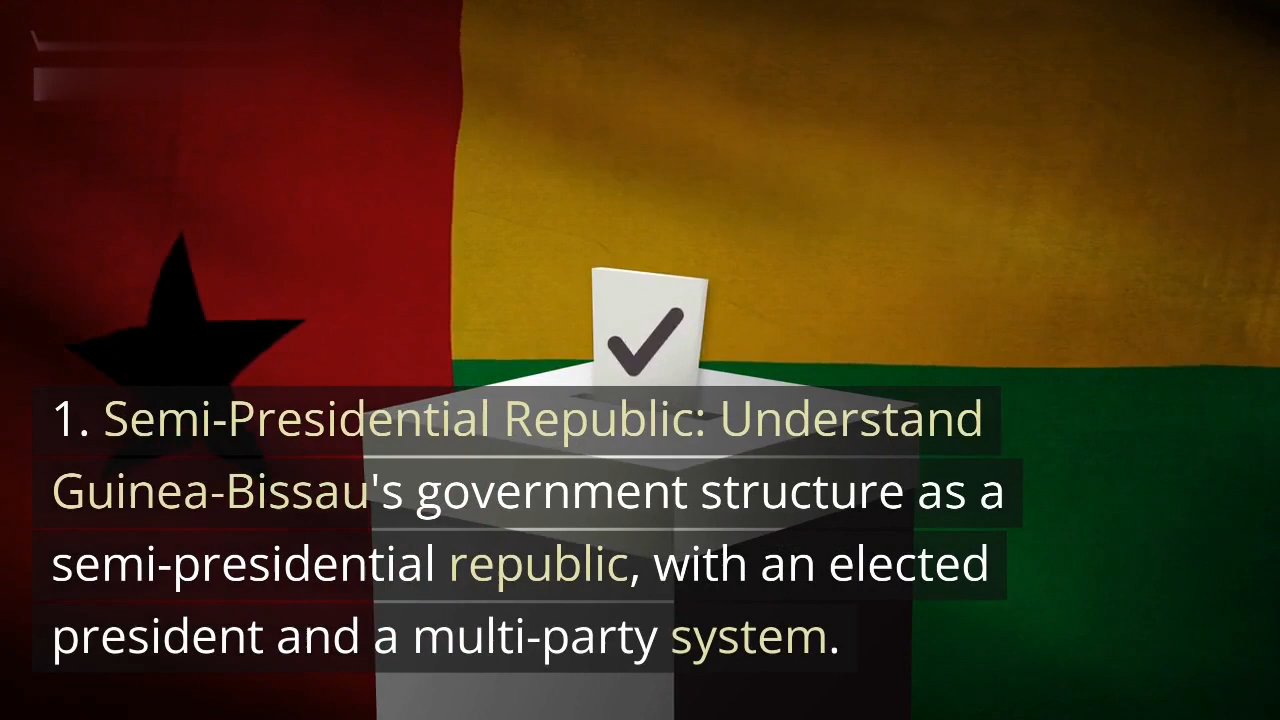 1. Semi-Presidential Republic: Understand
Guinea-Bissau's government structure as a
semi-presidential republic, with an elected
president and a multi-party system.